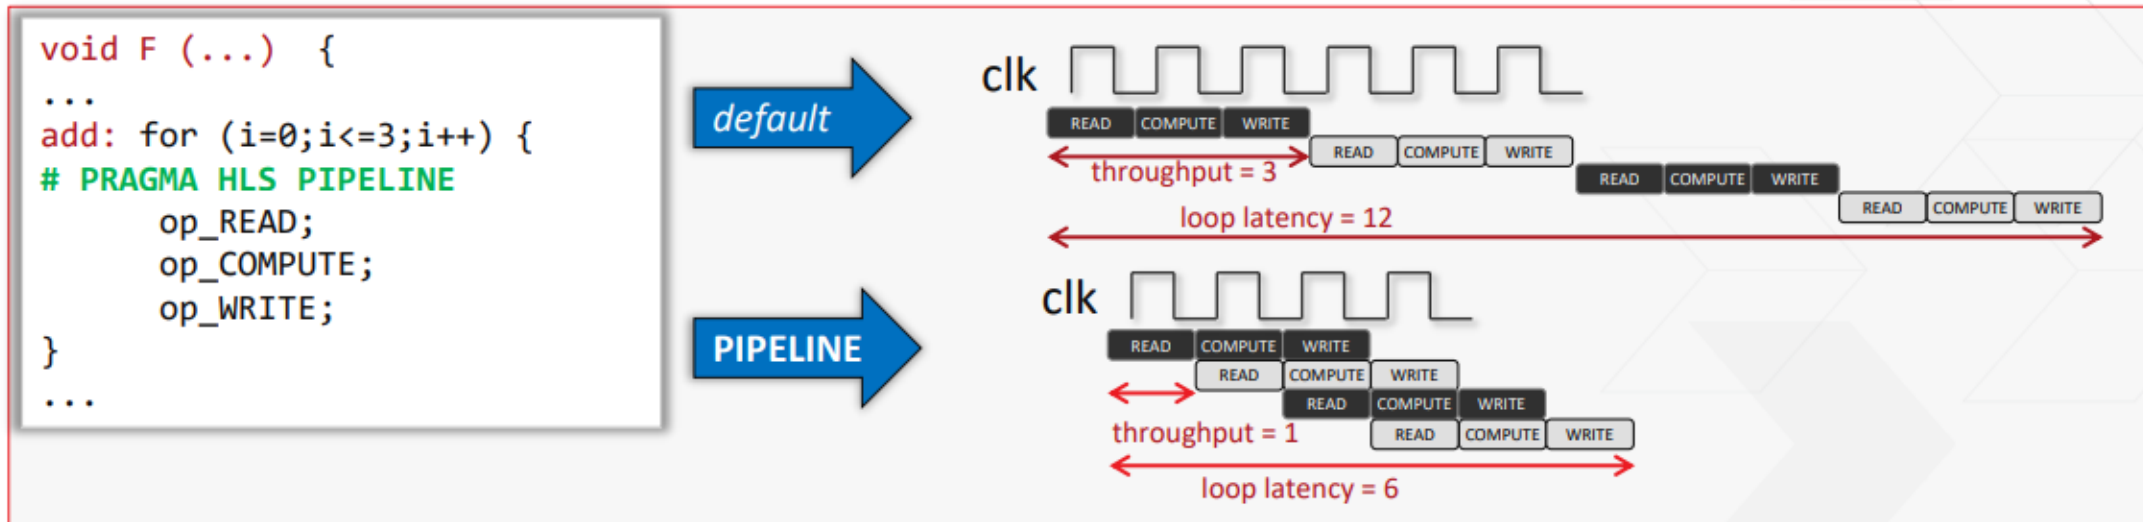 void F (...) {
...
add: for (i=0;i<=3;i++) {
# PRAGMA HLS PIPELINE
op_READ;
op_COMPUTE;
op_WRITE;
}
...
default
PIPELINE
clk
READ COMPUTE WRITE
READ COMPUTE WRITE
throughput = 3
READ COMPUTE WRITE
READ COMPUTE WRITE
loop latency = 12
clk
READ COMPUTE WRITE
READ COMPUTE WRITE
READ COMPUTE WRITE
throughput = 1
READ COMPUTE WRITE
loop latency = 6